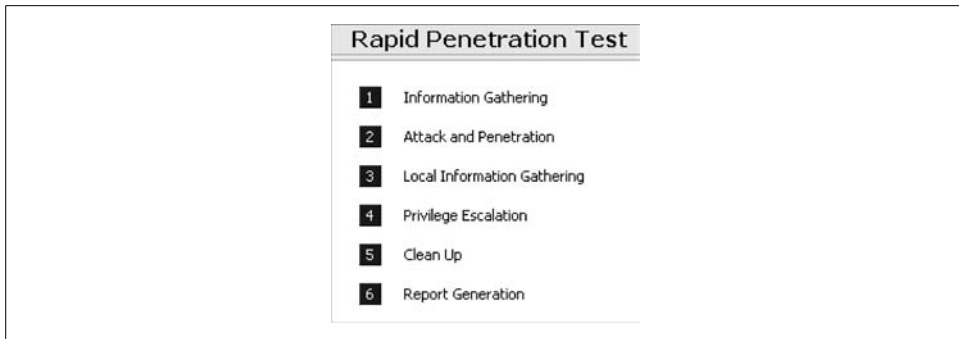 Rapid Penetration Test
1 Information Gathering
2 Attack and Penetration
3 Local Information Gathering
4 Privilege Escalation
5 Clean Up
6 Report Generation